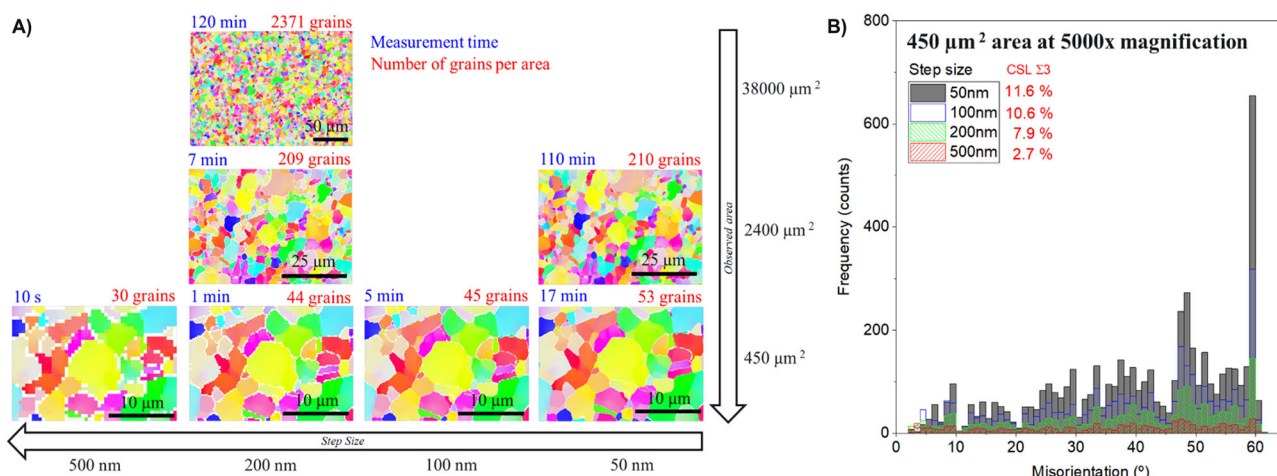 A)
120 min 2371 grains
Measurement time
Number of grains per area
50 µm
38000 µm²
7 min 209 grains
110 min 210 grains
25 µm
25 µm
2400 µm²
Observed area
10 s 30 grains
1 min 44 grains
5 min 45 grains
17 min 53 grains
10 µm
10 µm
10 µm
10 µm
450 µm²
Step Size
500 nm 200 nm 100 nm 50 nm
B)
450 µm² area at 5000x magnification
Step size CSL Σ3
50nm 11.6 %
100nm 10.6 %
200nm 7.9 %
500nm 2.7 %
Frequency (counts)
800
600
400
200
0
0 10 20 30 40 50 60
Misorientation (º)